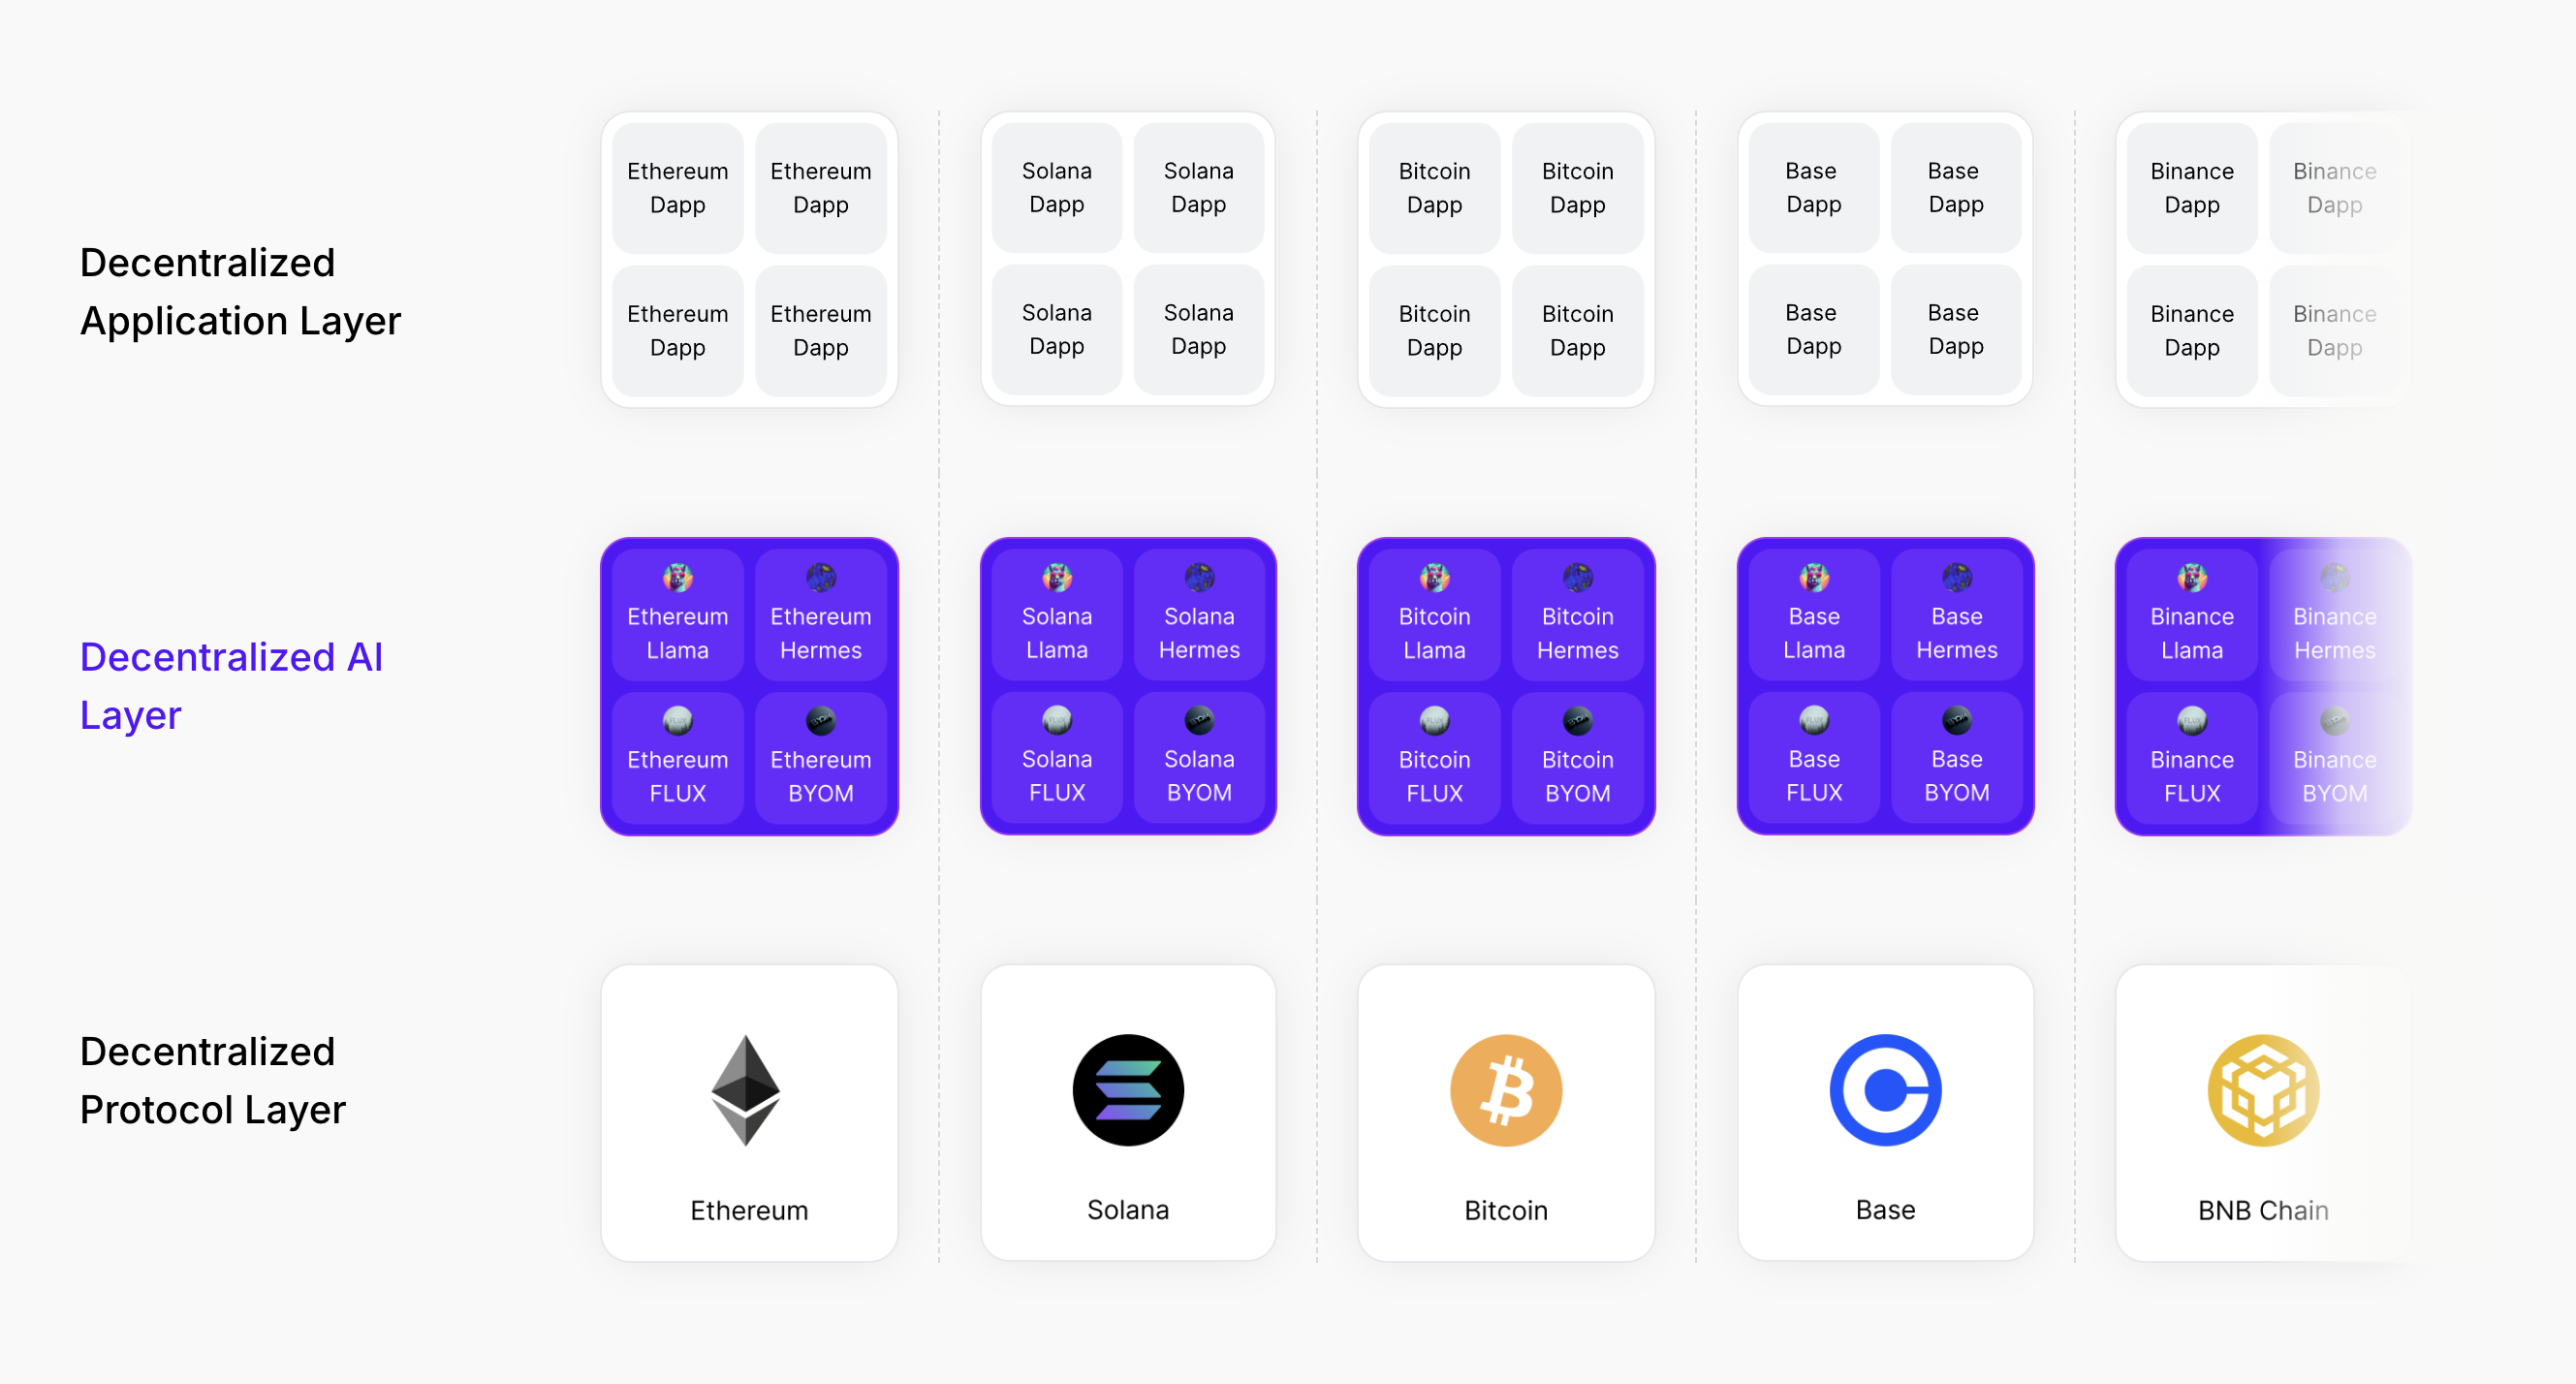 Decentralized
Application Layer
Ethereum
Dapp
Ethereum
Dapp
Ethereum
Dapp
Ethereum
Dapp
Solana
Dapp
Solana
Dapp
Solana
Dapp
Solana
Dapp
Bitcoin
Dapp
Bitcoin
Dapp
Bitcoin
Dapp
Bitcoin
Dapp
Base
Dapp
Base
Dapp
Base
Dapp
Base
Dapp
Binance
Dapp
Binance
Dapp
Binance
Dapp
Binance
Dapp
Decentralized AI
Layer
Ethereum
Llama
Ethereum
Hermes
Ethereum
FLUX
Ethereum
BYOM
Solana
Llama
Solana
Hermes
Solana
FLUX
Solana
BYOM
Bitcoin
Llama
Bitcoin
Hermes
Bitcoin
FLUX
Bitcoin
BYOM
Base
Llama
Base
Hermes
Base
FLUX
Base
BYOM
Binance
Llama
Binance
Hermes
Binance
FLUX
Binance
BYOM
Decentralized
Protocol Layer
Ethereum
Solana
Bitcoin
Base
BNB Chain